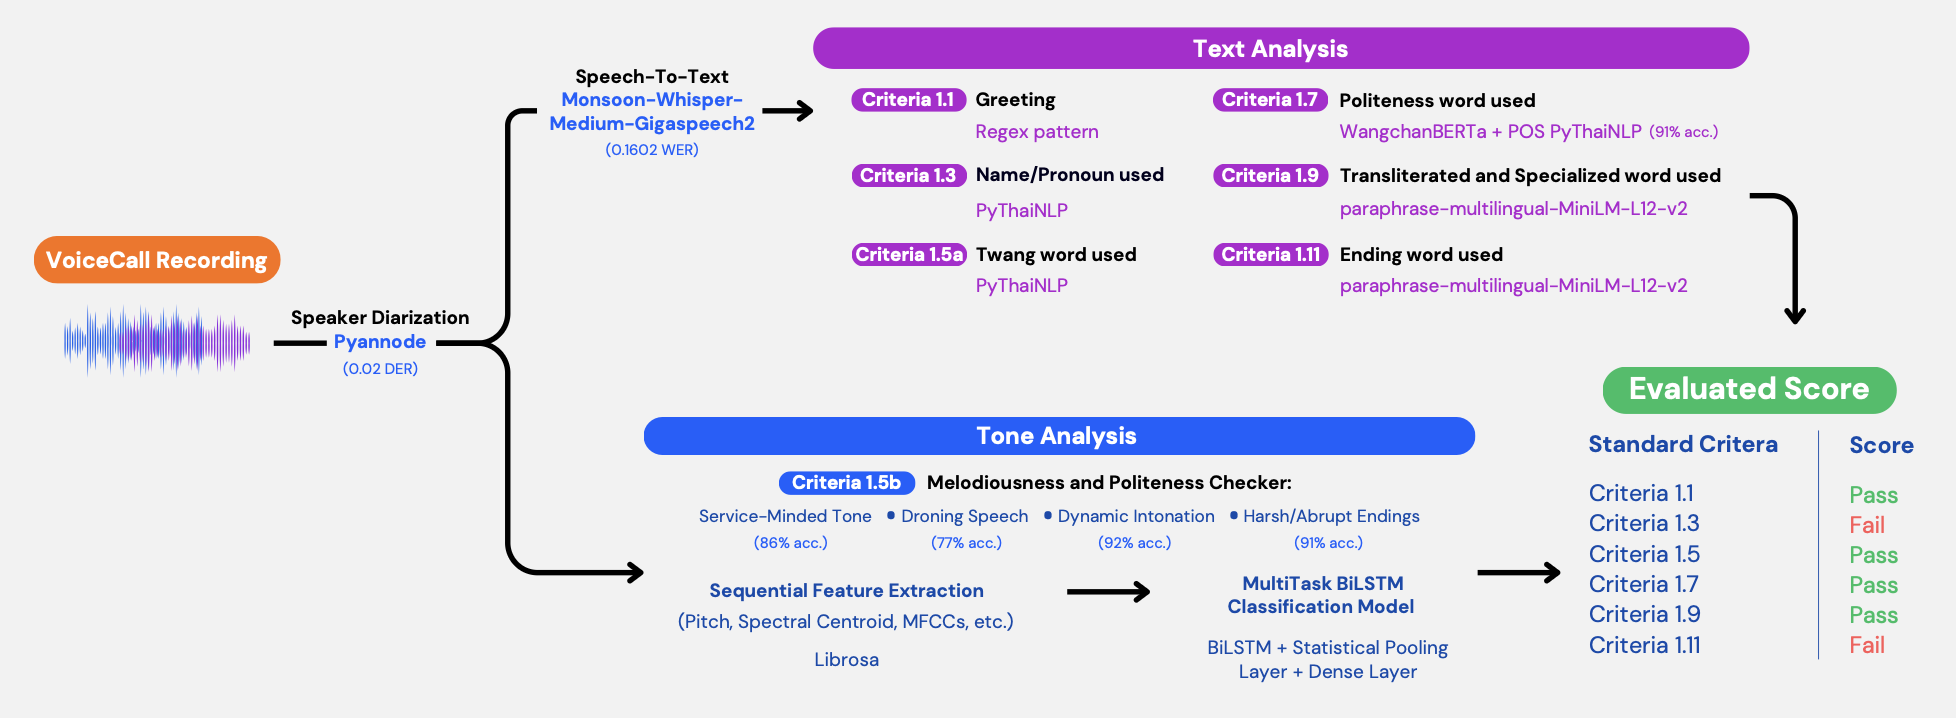 VoiceCall Recording
Speaker Diarization
Pyannode
(0.02 DER)
Speech-To-Text
Monsoon-Whisper-
Medium-Gigaspeech2
(0.1602 WER)
Text Analysis
Criteria 1.1 Greeting
Regex pattern
Criteria 1.3 Name/Pronoun used
PyThaiNLP
Criteria 1.5a Twang word used
PyThaiNLP
Criteria 1.7 Politeness word used
WangchanBERTa + POS PyThaiNLP (91% acc.)
Criteria 1.9 Transliterated and Specialized word used
paraphrase-multilingual-MiniLM-L12-v2
Criteria 1.11 Ending word used
paraphrase-multilingual-MiniLM-L12-v2
Tone Analysis
Criteria 1.5b Melodiousness and Politeness Checker:
Service-Minded Tone • Droning Speech • Dynamic Intonation • Harsh/Abrupt Endings
(86% acc.) (77% acc.) (92% acc.) (91% acc.)
Sequential Feature Extraction
(Pitch, Spectral Centroid, MFCCs, etc.)
Librosa
MultiTask BiLSTM
Classification Model
BiLSTM + Statistical Pooling
Layer + Dense Layer
Evaluated Score
Standard Critera Score
Criteria 1.1 Pass
Criteria 1.3 Fail
Criteria 1.5 Pass
Criteria 1.7 Pass
Criteria 1.9 Pass
Criteria 1.11 Fail